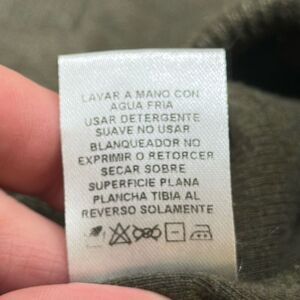 LAVAR A MANO CON
AGUA FRIA
USAR DETERGENTE
SUAVE NO USAR
BLANQUEADOR NO
EXPRIMIR O RETORCER
SECAR SOBRE
SUPERFICIE PLANA
PLANCHA TIBIA AL
REVERSO SOLAMENTE